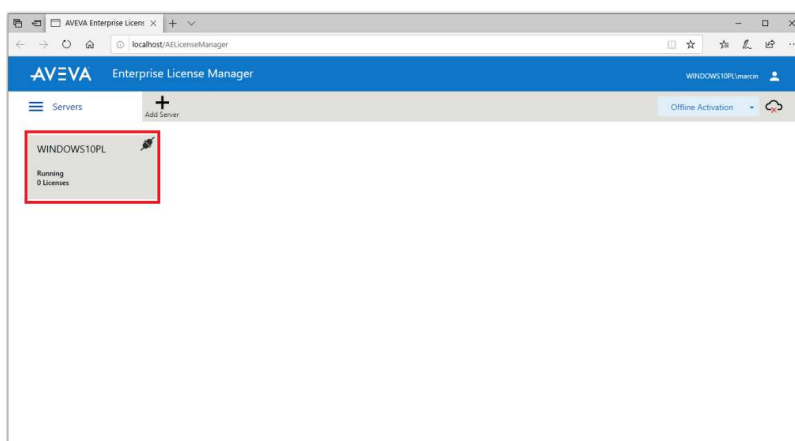 AVEVA Enterprise Licens
localhost/AELicenseManager
AVEVA Enterprise License Manager
WINDOWS10PL\marcin
Servers
Add Server
Offline Activation
WINDOWS10PL
Running
0 Licenses